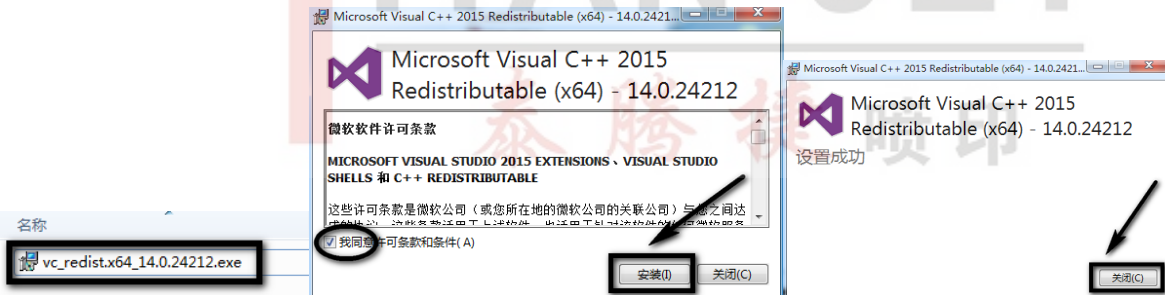 名称
vc_redist.x64_14.0.24212.exe
Microsoft Visual C++ 2015 Redistributable (x64) - 14.0.2421...
Microsoft Visual C++ 2015
Redistributable (x64) - 14.0.24212
微软软件许可条款
MICROSOFT VISUAL STUDIO 2015 EXTENSIONS、VISUAL STUDIO
SHELLS 和 C++ REDISTRIBUTABLE
这些许可条款是微软公司（或您所在地的微软公司的关联公司）与您之间达
我同意许可条款和条件(A)
安装(I)
关闭(C)
Microsoft Visual C++ 2015 Redistributable (x64) - 14.0.2421...
Microsoft Visual C++ 2015
Redistributable (x64) - 14.0.24212
设置成功
关闭(C)
泰腾捷喷印